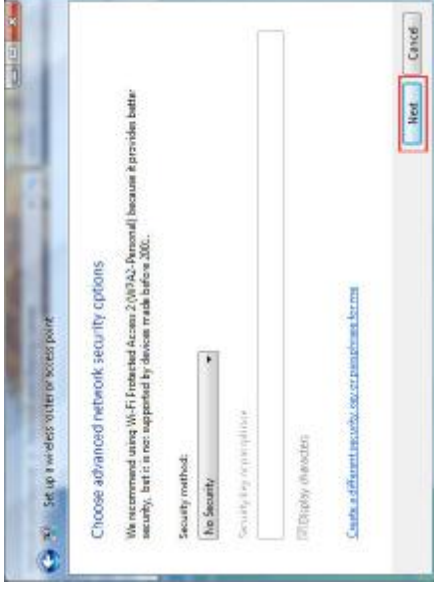 Set up a wireless router or access point
Choose advanced network security options
We recommend using Wi-Fi Protected Access 2 (WPA2-Personal) because it provides better
security, but it is not supported by devices made before
Security method:
No Security
Security key or passphrase
Display characters
Create a different security key or passphrase for me
Next
Cancel